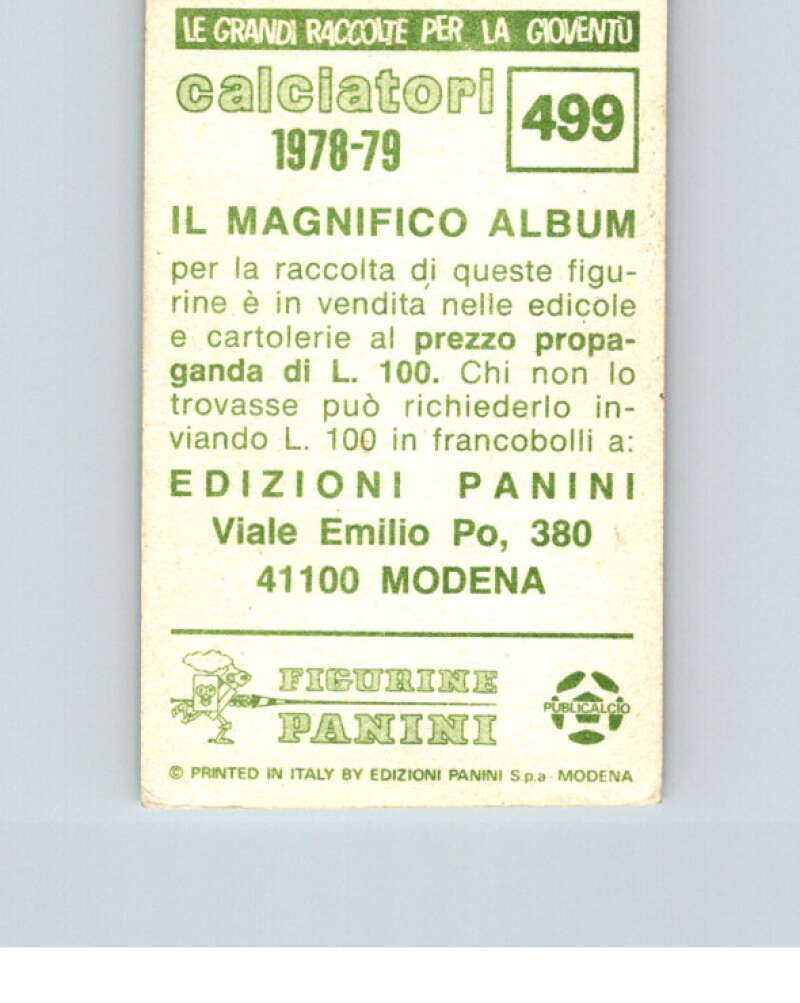 LE GRANDI RACCOLTE PER LA GIOVENTÙ
calciatori
499
1978-79
IL MAGNIFICO ALBUM
per la raccolta di queste figu-
rine è in vendita nelle edicole
e cartolerie al prezzo propa-
ganda di L. 100. Chi non lo
trovasse può richiederlo in-
viando L. 100 in francobolli a:
EDIZIONI PANINI
Viale Emilio Po, 380
41100 MODENA
FIGURINE
PANINI
PUBLICALCIO
© PRINTED IN ITALY BY EDIZIONI PANINI S.p.a - MODENA